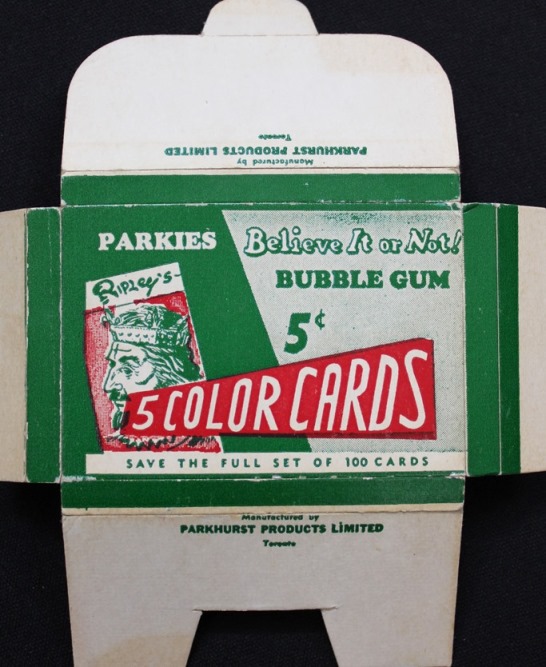 Manufactured by
PARKHURST PRODUCTS LIMITED
Toronto
PARKIES
Believe It or Not!
BUBBLE GUM
5¢
RIPLEY'S-
5 COLOR CARDS
SAVE THE FULL SET OF 100 CARDS
Manufactured by
PARKHURST PRODUCTS LIMITED
Toronto